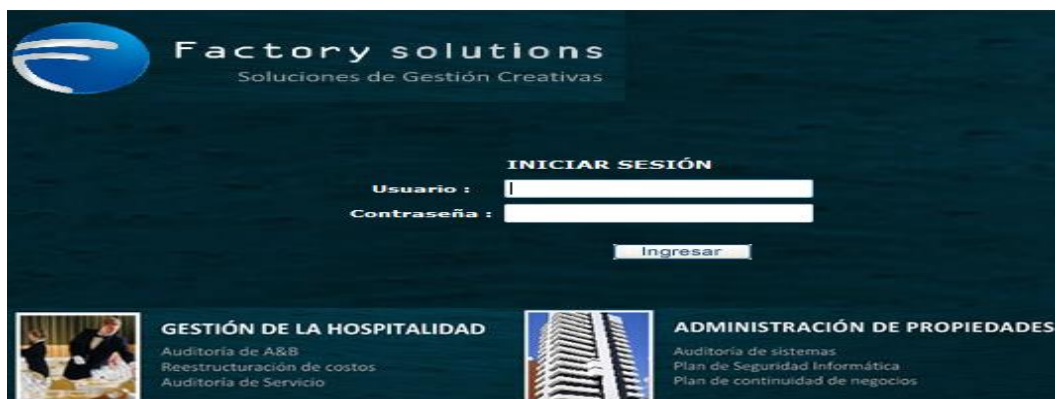 Factory solutions
Soluciones de Gestión Creativas
INICIAR SESIÓN
Usuario :
Contraseña :
Ingresar
GESTIÓN DE LA HOSPITALIDAD
Auditoría de A&B
Reestructuración de costos
Auditoría de Servicio
ADMINISTRACIÓN DE PROPIEDADES
Auditoría de sistemas
Plan de Seguridad Informática
Plan de continuidad de negocios